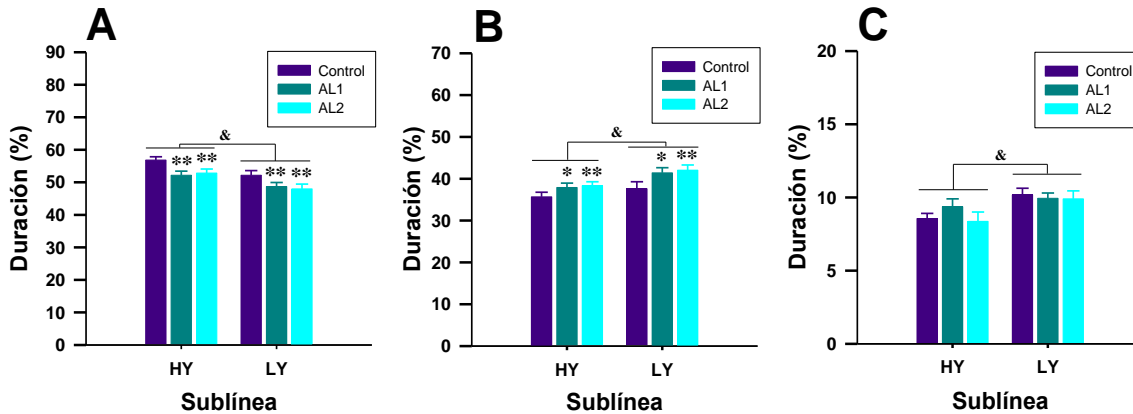 A
Duración (%)
90
80
70
60
50
40
30
20
10
0
Control
AL1
AL2
&
** **
** **
HY LY
Sublínea
B
Duración (%)
70
60
50
40
30
20
10
0
Control
AL1
AL2
&
* **
* **
HY LY
Sublínea
C
Duración (%)
20
15
10
5
0
Control
AL1
AL2
&
HY LY
Sublínea